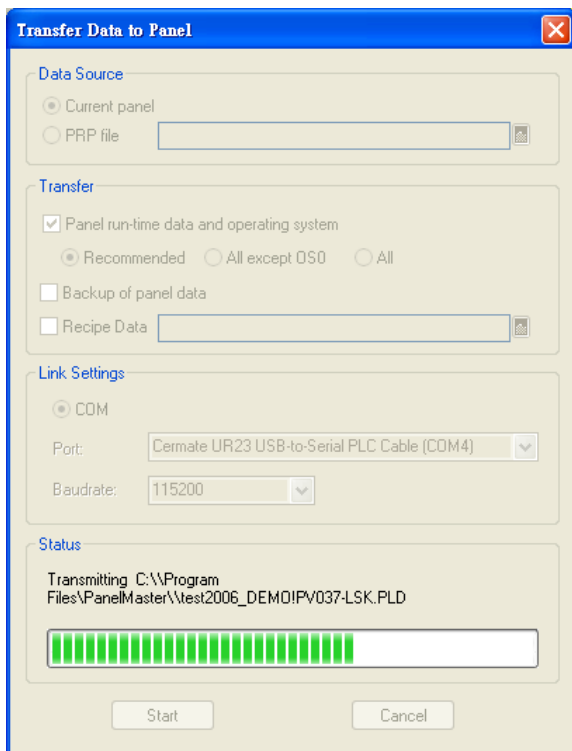 Transfer Data to Panel
Data Source
Current panel
PRP file
Transfer
Panel run-time data and operating system
Recommended All except OS0 All
Backup of panel data
Recipe Data
Link Settings
COM
Port: Cermate UR23 USB-to-Serial PLC Cable (COM4)
Baudrate: 115200
Status
Transmitting C:\\Program
Files\PanelMaster\\test2006_DEMO!PV037-LSK.PLD
Start Cancel